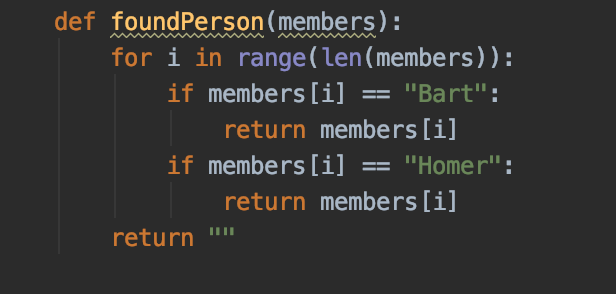 def foundPerson(members):
    for i in range(len(members)):
        if members[i] == "Bart":
            return members[i]
        if members[i] == "Homer":
            return members[i]
    return ""